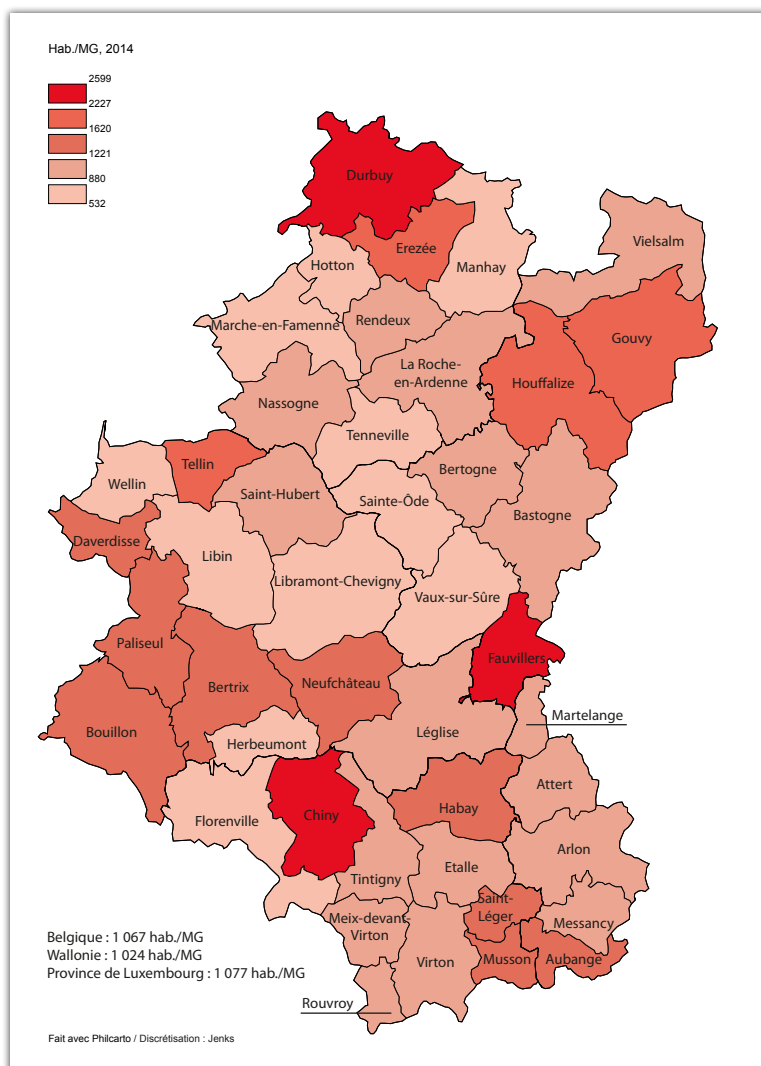 Hab./MG, 2014
2599
2227
1620
1221
880
532
Durbuy
Vielsalm
Erezée
Hotton
Manhay
Rendeux
Marche-en-Famenne
Gouvy
La Roche-
en-Ardenne
Houffalize
Nassogne
Tenneville
Tellin
Bertogne
Wellin
Saint-Hubert
Sainte-Ôde
Bastogne
Daverdisse
Libin
Libramont-Chevigny
Vaux-sur-Sûre
Paliseul
Fauvillers
Bertrix
Neufchâteau
Martelange
Bouillon
Léglise
Herbeumont
Attert
Habay
Chiny
Florenville
Arlon
Etalle
Tintigny
Saint-
Léger
Meix-devant-
Virton
Messancy
Belgique : 1 067 hab./MG
Wallonie : 1 024 hab./MG
Province de Luxembourg : 1 077 hab./MG
Virton
Musson
Aubange
Rouvroy
Fait avec Philcarto / Discrétisation : Jenks